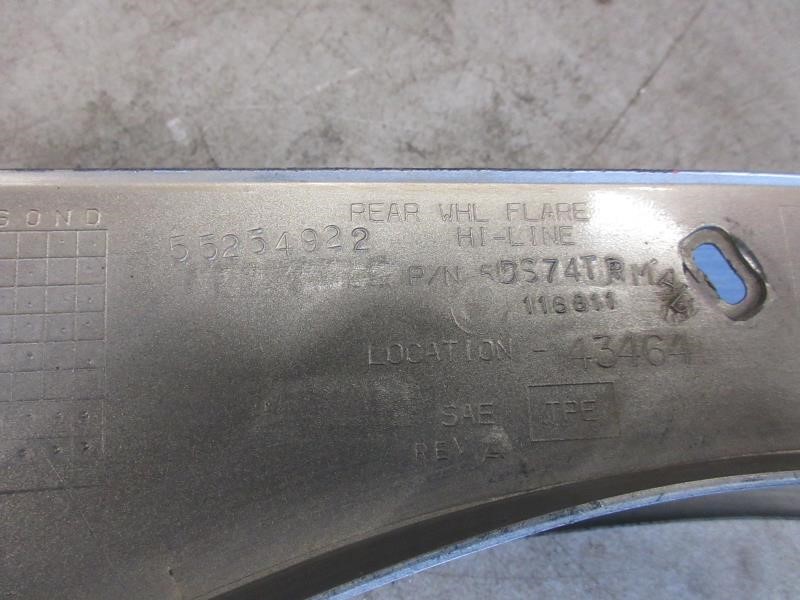 SOND
55254922
REAR WHL FLARE
HI-LINE
P/N 5DS74TRMA
116811
LOCATION - 43464
SAE TPE
REV A